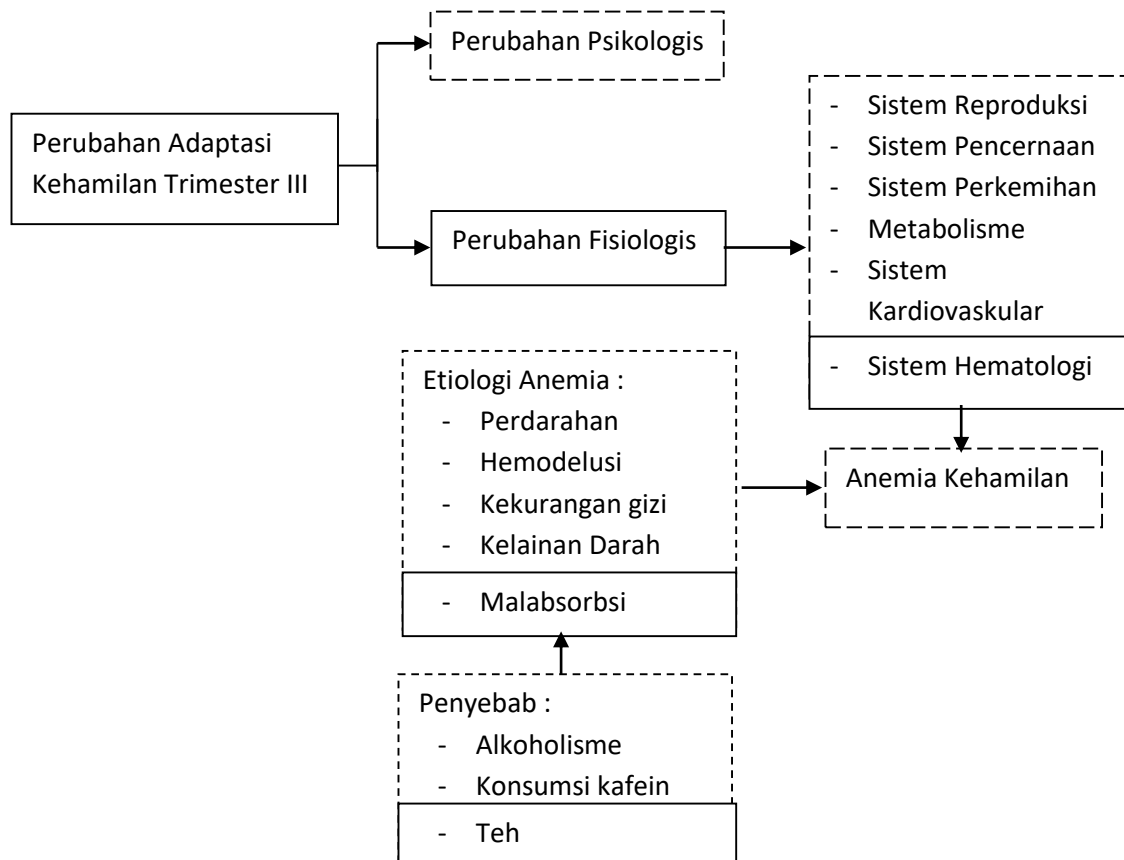 Perubahan Psikologis
Perubahan Adaptasi
Kehamilan Trimester III
Perubahan Fisiologis
- Sistem Reproduksi
- Sistem Pencernaan
- Sistem Perkemihan
- Metabolisme
- Sistem
Kardiovaskular
- Sistem Hematologi
Etiologi Anemia :
- Perdarahan
- Hemodelusi
- Kekurangan gizi
- Kelainan Darah
- Malabsorbsi
Anemia Kehamilan
Penyebab :
- Alkoholisme
- Konsumsi kafein
- Teh